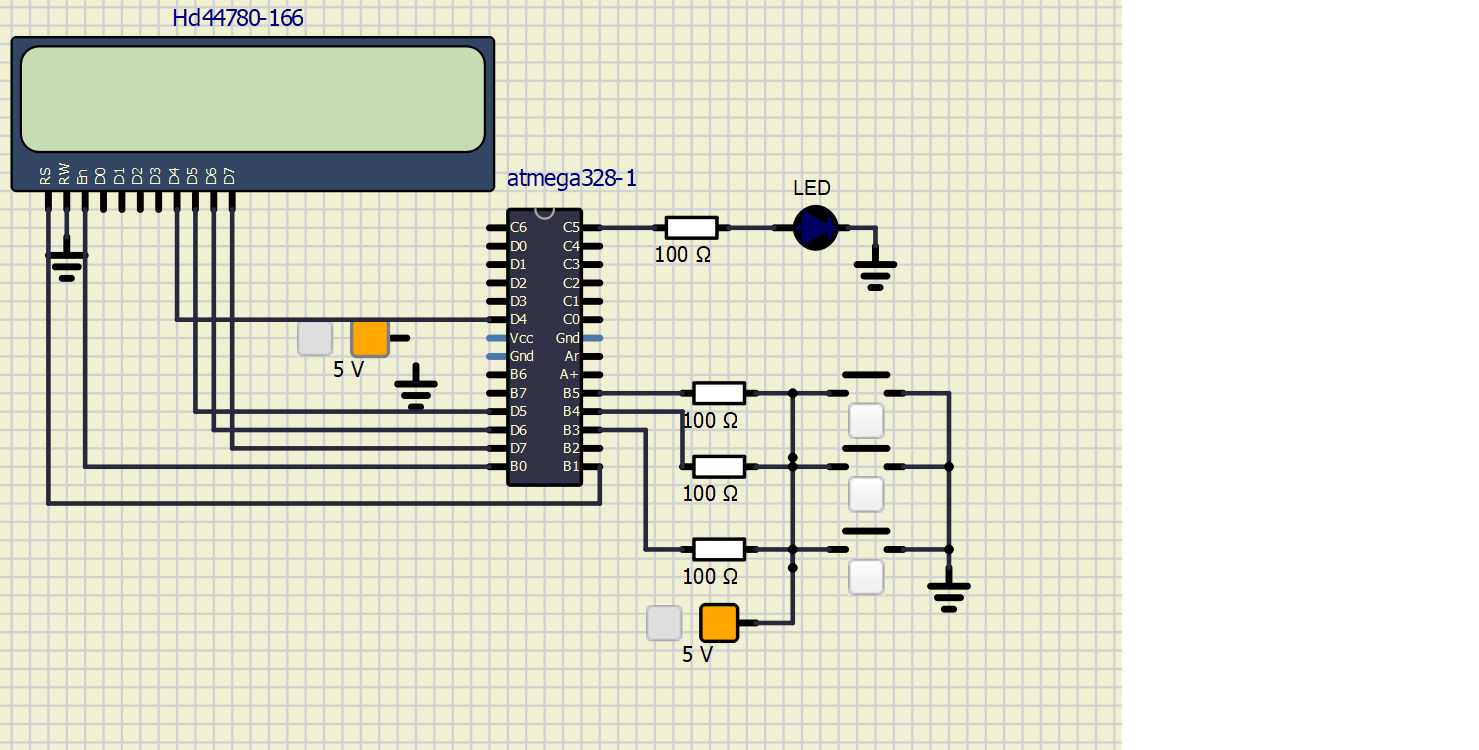 Hd44780-166
RS RW En D0 D1 D2 D3 D4 D5 D6 D7
atmega328-1
LED
C6 C5
100 Ω
D0 C4
D1 C3
D2 C2
D3 C1
D4 C0
Vcc Gnd
Gnd Ar
5 V
B6 A+
B7 B5
D5 B4
100 Ω
D6 B3
D7 B2
B0 B1
100 Ω
100 Ω
5 V